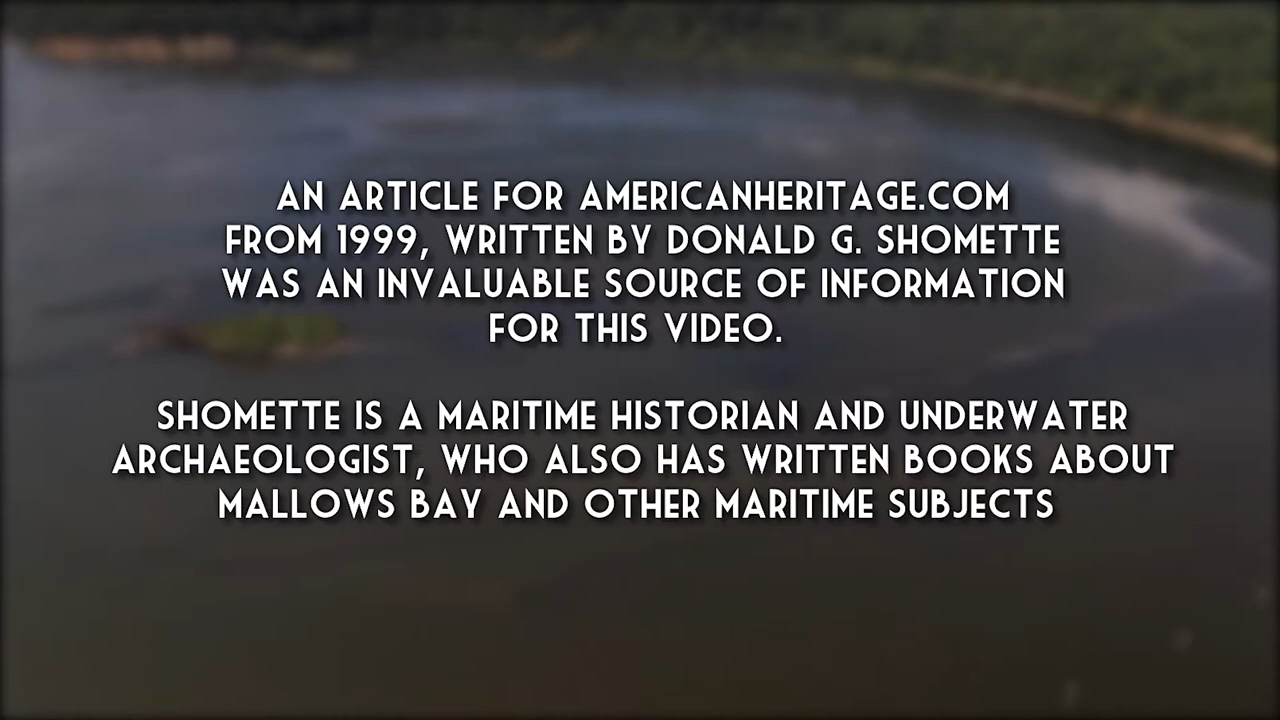 AN ARTICLE FOR AMERICANHERITAGE.COM
FROM 1999, WRITTEN BY DONALD G. SHOMETTE
WAS AN INVALUABLE SOURCE OF INFORMATION
FOR THIS VIDEO.
SHOMETTE IS A MARITIME HISTORIAN AND UNDERWATER
ARCHAEOLOGIST, WHO ALSO HAS WRITTEN BOOKS ABOUT
MALLOWS BAY AND OTHER MARITIME SUBJECTS